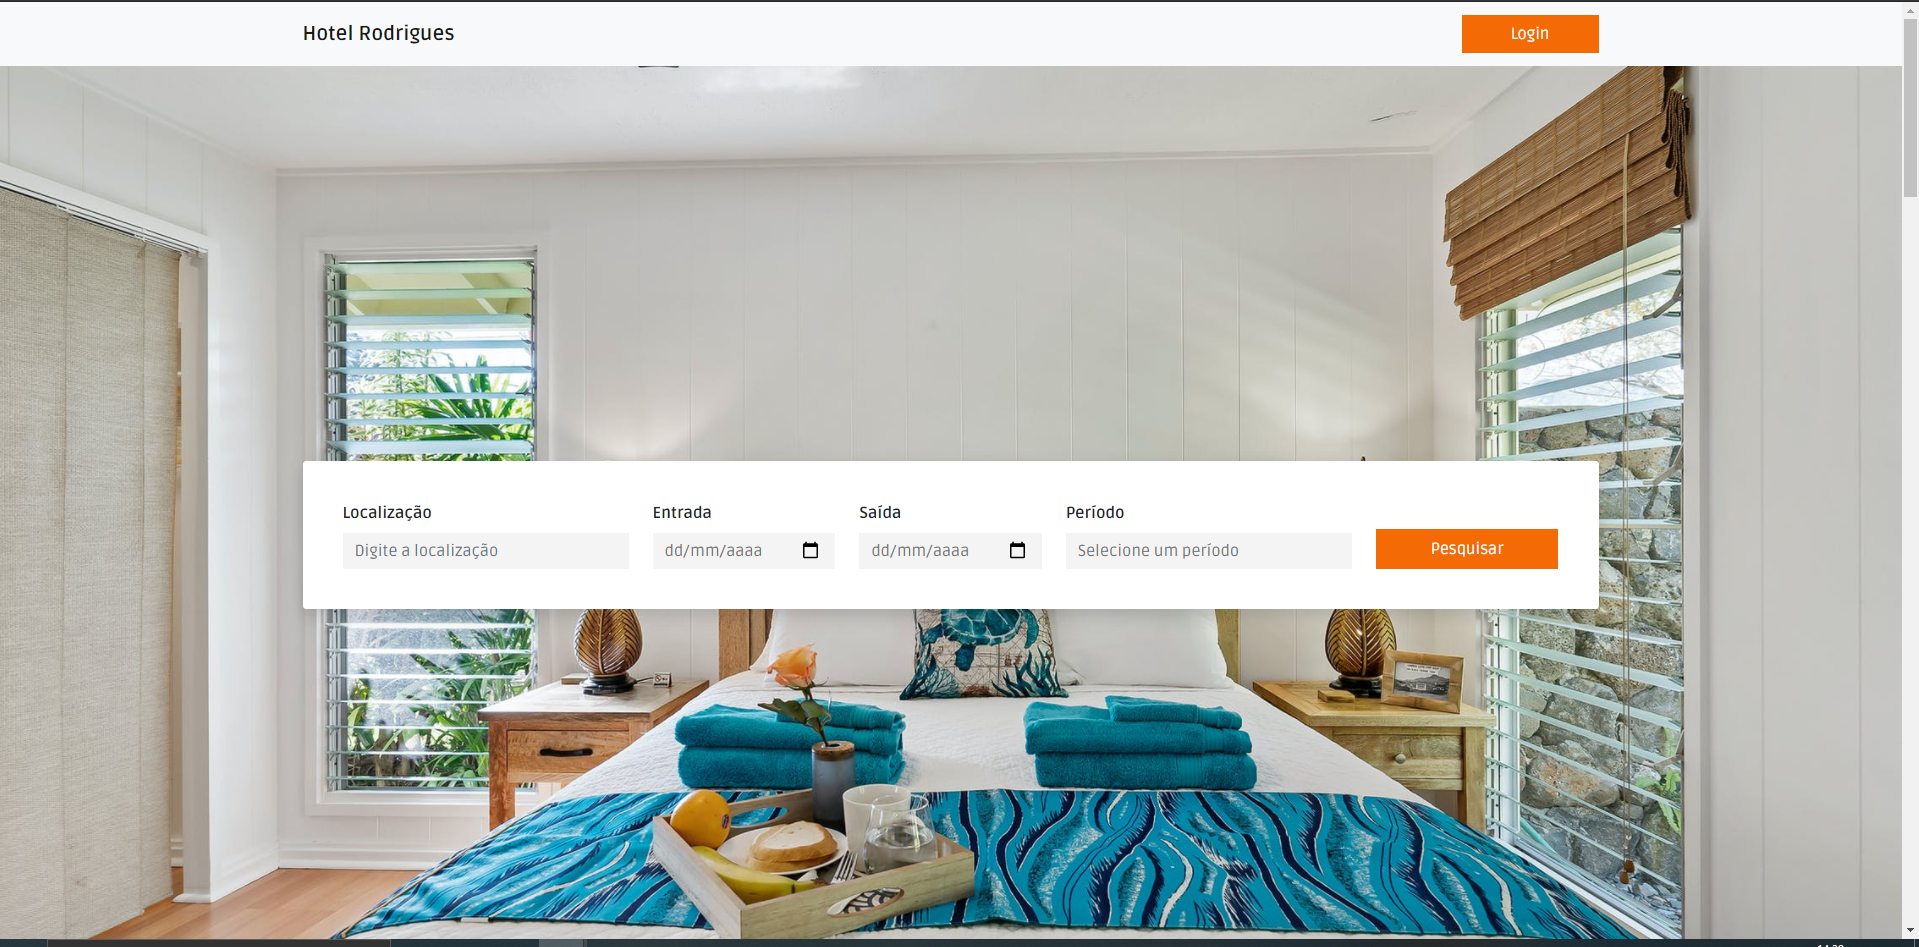 Hotel Rodrigues
Login
Localização
Entrada
Saída
Período
Digite a localização
dd/mm/aaaa
dd/mm/aaaa
Selecione um período
Pesquisar